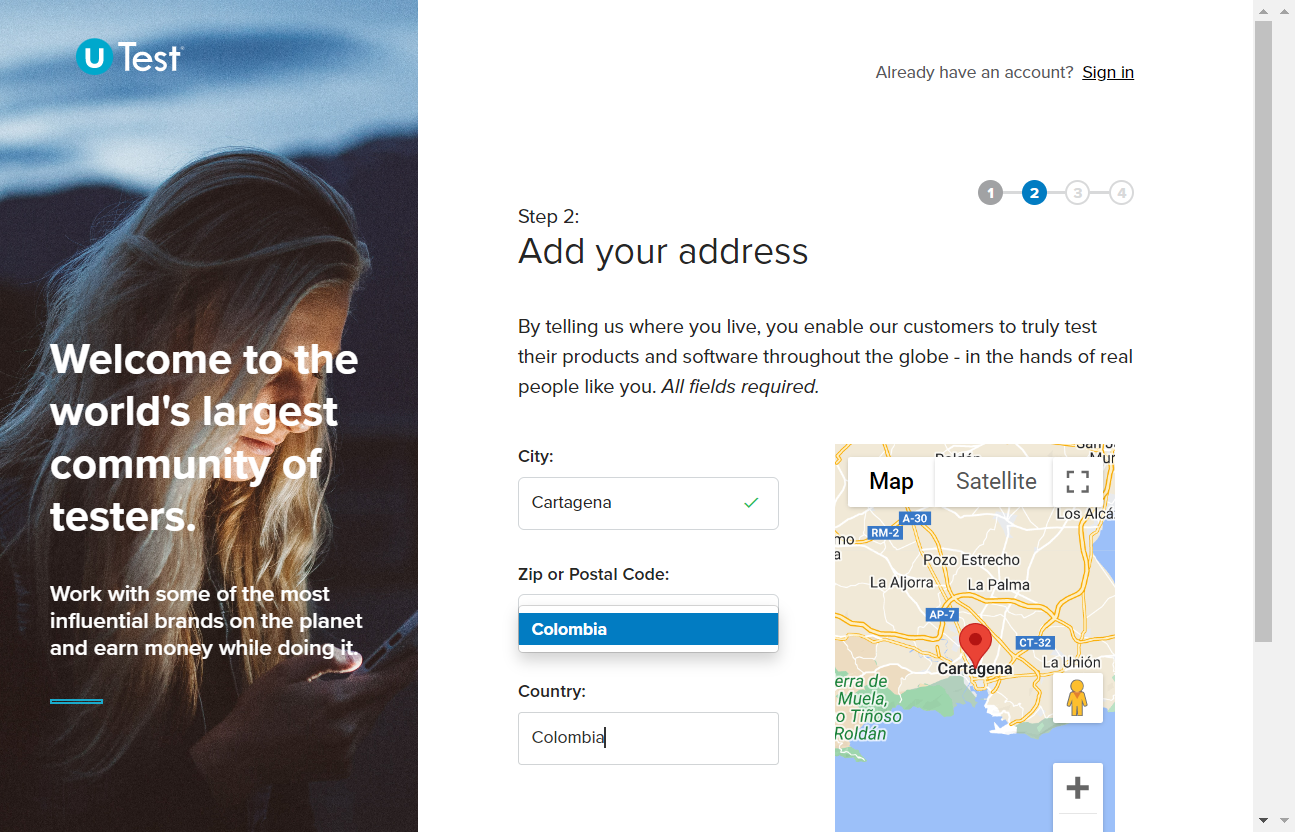 U Test
Already have an account? Sign in
1 2 3 4
Step 2:
Add your address
Welcome to the
world's largest
community of
testers.
Work with some of the most
influential brands on the planet
and earn money while doing it.
By telling us where you live, you enable our customers to truly test
their products and software throughout the globe - in the hands of real
people like you. All fields required.
City:
Cartagena
Zip or Postal Code:
Colombia
Country:
Colombia
Map
Satellite
A-30
RM-2
Los Alcá
Pozo Estrecho
La Aljorra
La Palma
AP-7
CT-32
Cartagena
La Unión
erra de
Muela,
o Tiñoso
Roldán